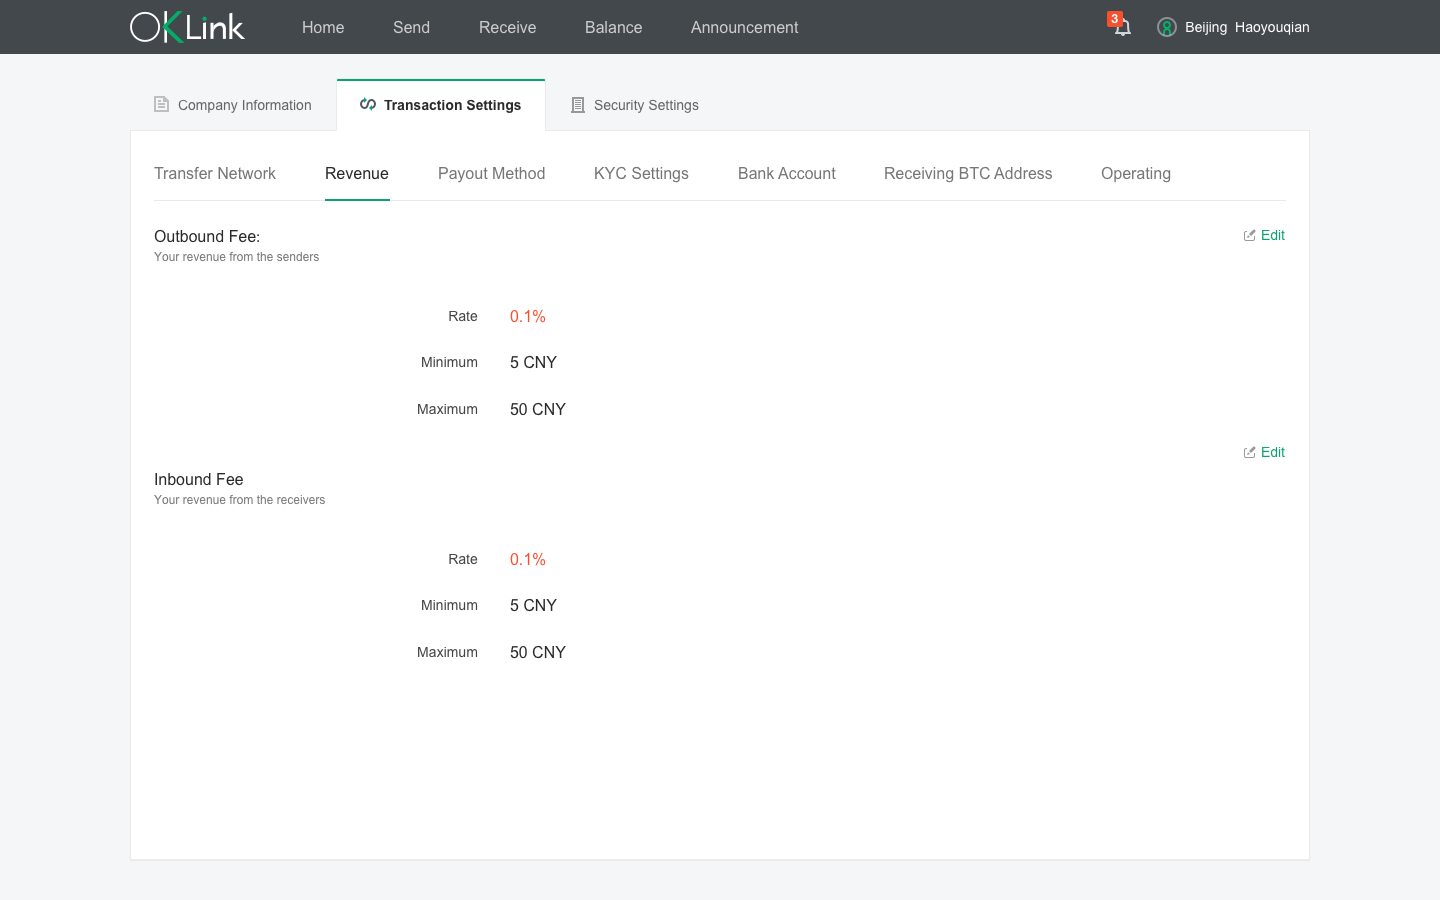 OKLink
Home Send Receive Balance Announcement
3
Beijing Haoyouqian
Company Information
Transaction Settings
Security Settings
Transfer Network Revenue Payout Method KYC Settings Bank Account Receiving BTC Address Operating
Outbound Fee:
Edit
Your revenue from the senders
Rate 0.1%
Minimum 5 CNY
Maximum 50 CNY
Edit
Inbound Fee
Your revenue from the receivers
Rate 0.1%
Minimum 5 CNY
Maximum 50 CNY